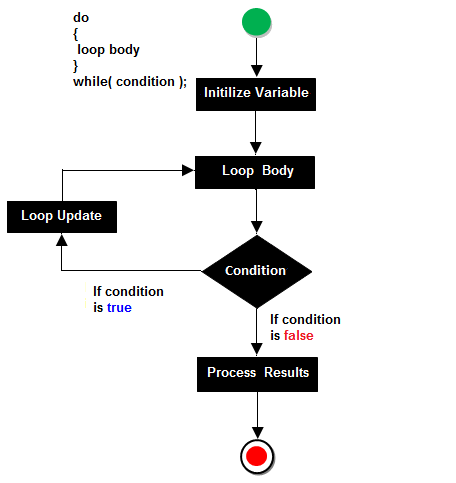 do
{
loop body
}
while( condition );
Initilize Variable
Loop Body
Loop Update
Condition
If condition
is true
If condition
is false
Process Results